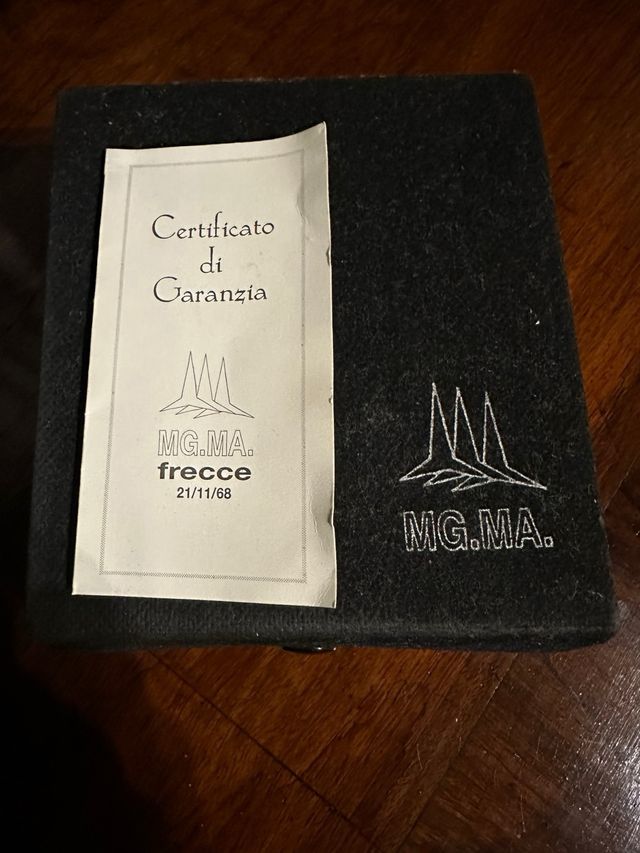 Certificato
di
Garanzia
MG.MA.
frecce
21/11/68
MG.MA.